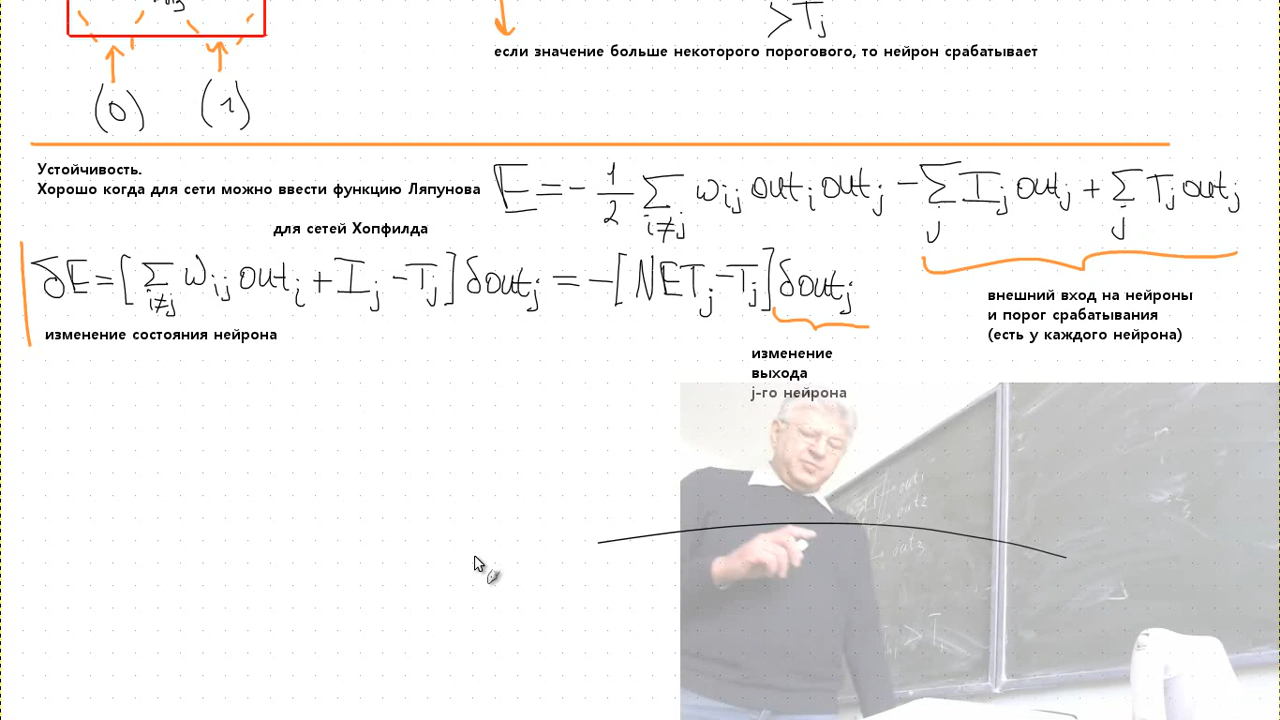 > Tj
если значение больше некоторого порогового, то нейрон срабатывает
(0) (1)
Устойчивость.
Хорошо когда для сети можно ввести функцию Ляпунова
E = - 1/2 ∑ i≠j wij outi outj - ∑ j Ij outj + ∑ j Tj outj
для сетей Хопфилда
δE = [∑ i≠j wij outi + Ij - Tj] δoutj = -[NETj - Tj] δoutj
внешний вход на нейроны
и порог срабатывания
(есть у каждого нейрона)
изменение состояния нейрона
изменение
выхода
j-го нейрона
out1
out2
out3
> T